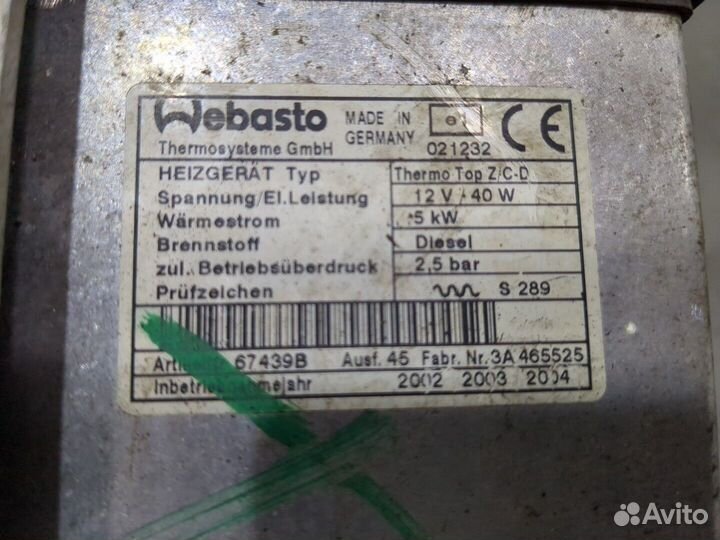 Webasto
Thermosysteme GmbH
MADE IN
GERMANY
e1
021232
CE
HEIZGERÄT Typ Thermo Top Z/C-D
Spannung/El.Leistung 12 V - 40 W
Wärmestrom 5 kW
Brennstoff Diesel
zul. Betriebsüberdruck 2,5 bar
Prüfzeichen S 289
67439B Ausf. 45 Fabr. Nr. 3A 465525
2002 2003 2004
Avito